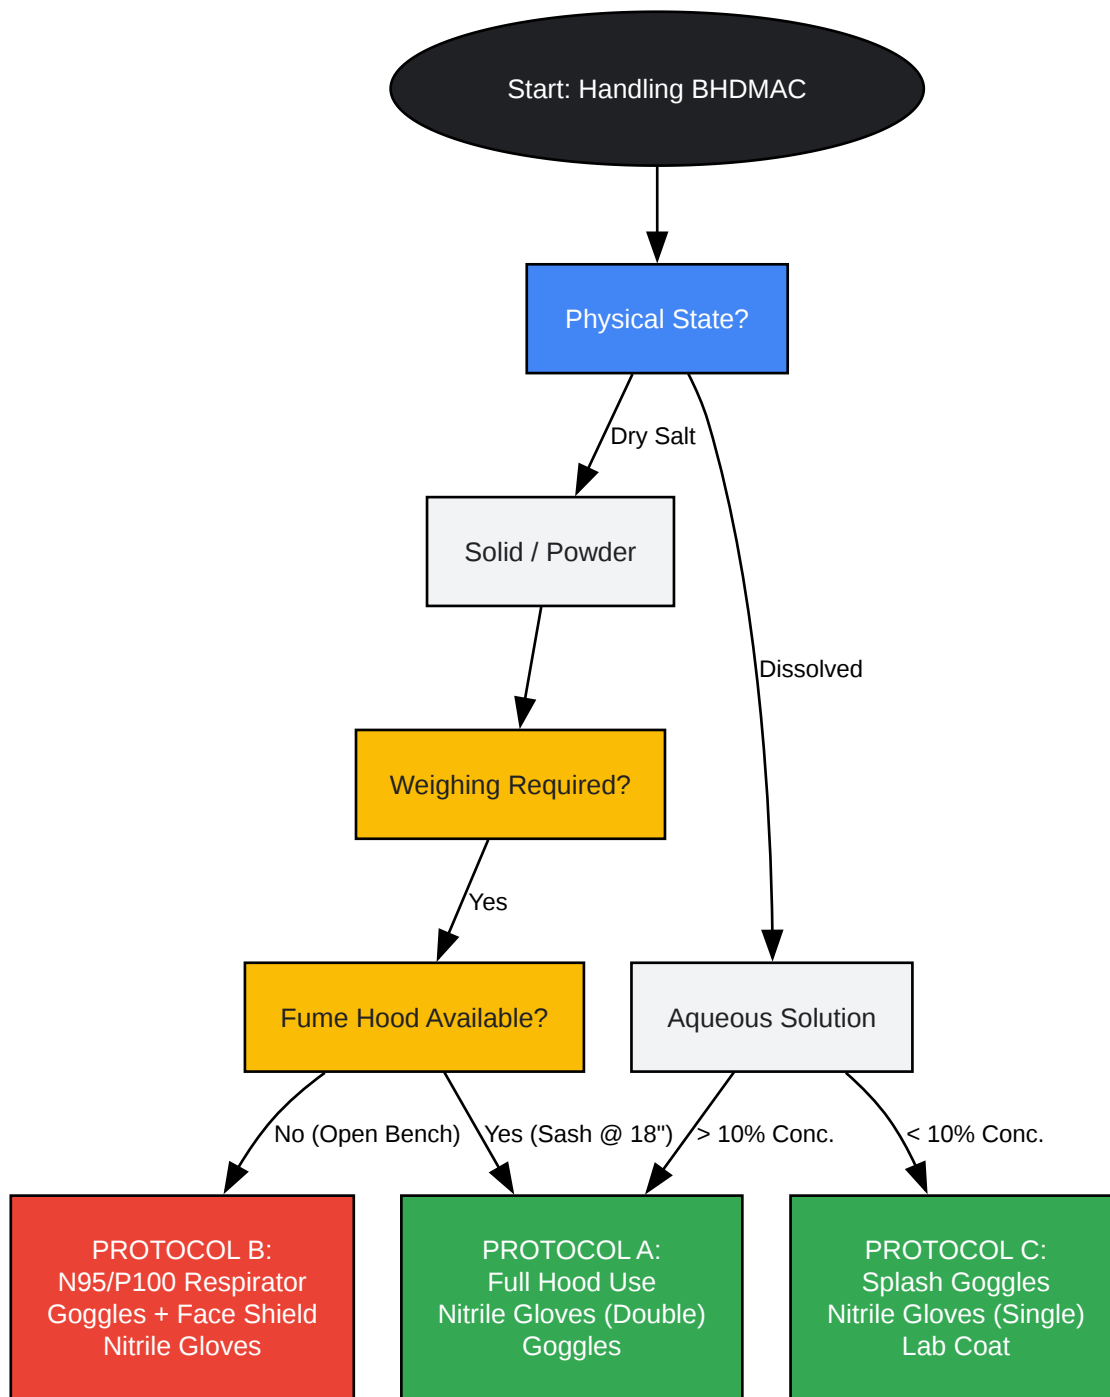 Start: Handling BHDMAC
Physical State?
Dry Salt
Solid / Powder
Dissolved
Weighing Required?
Yes
Fume Hood Available?
Aqueous Solution
No (Open Bench)
Yes (Sash @ 18")
> 10% Conc.
< 10% Conc.
PROTOCOL B:
N95/P100 Respirator
Goggles + Face Shield
Nitrile Gloves
PROTOCOL A:
Full Hood Use
Nitrile Gloves (Double)
Goggles
PROTOCOL C:
Splash Goggles
Nitrile Gloves (Single)
Lab Coat